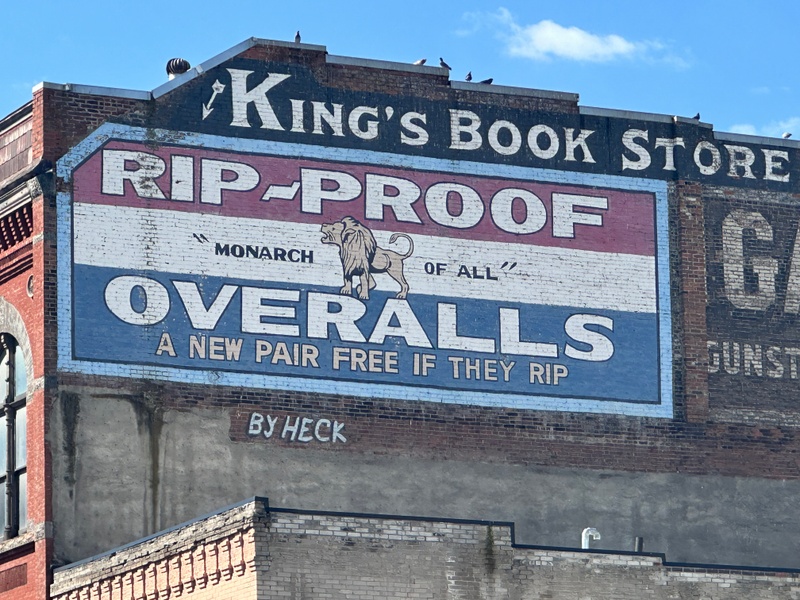 KING'S BOOK STORE
RIP-PROOF
"MONARCH OF ALL"
OVERALLS
A NEW PAIR FREE IF THEY RIP
BY HECK